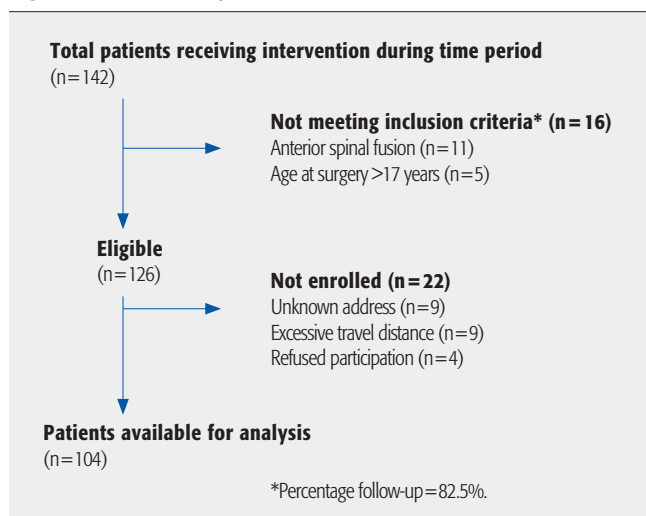 Total patients receiving intervention during time period
(n=142)
Not meeting inclusion criteria* (n=16)
Anterior spinal fusion (n=11)
Age at surgery >17 years (n=5)
Eligible
(n=126)
Not enrolled (n=22)
Unknown address (n=9)
Excessive travel distance (n=9)
Refused participation (n=4)
Patients available for analysis
(n=104)
*Percentage follow-up=82.5%.